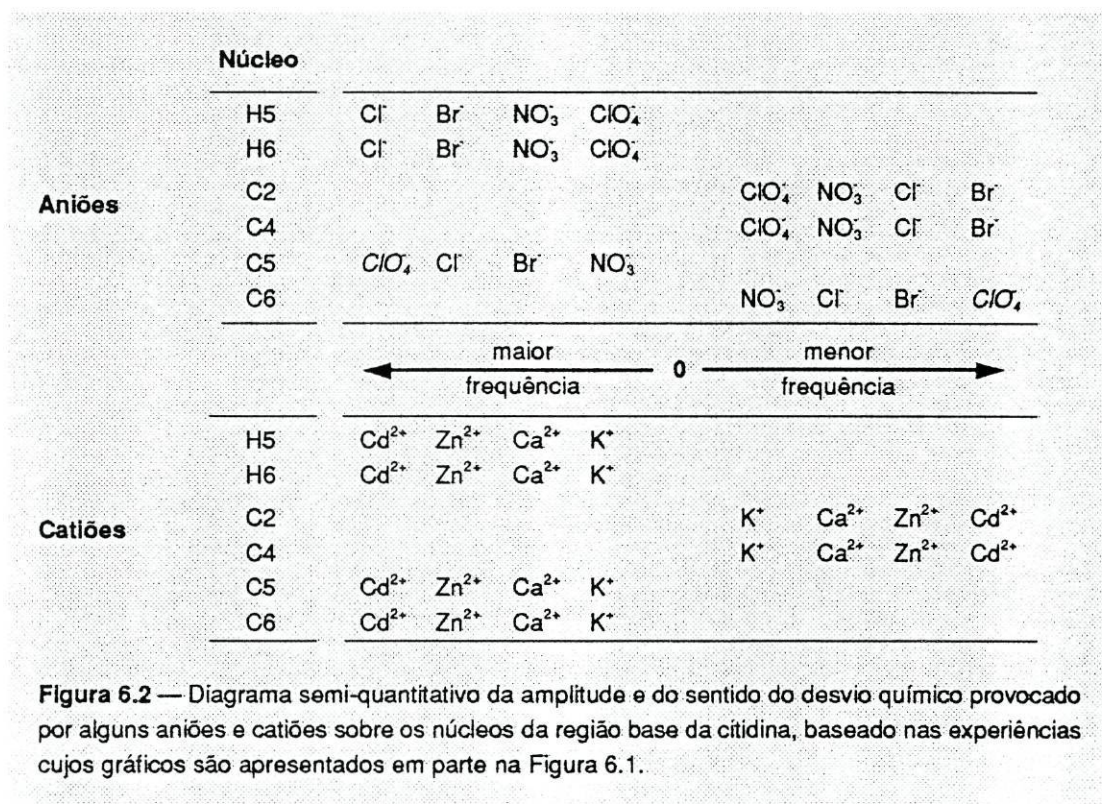 Núcleo
H5 Cl⁻ Br⁻ NO₃⁻ ClO₄⁻
H6 Cl⁻ Br⁻ NO₃⁻ ClO₄⁻
Aniões
C2 ClO₄⁻ NO₃⁻ Cl⁻ Br⁻
C4 ClO₄⁻ NO₃⁻ Cl⁻ Br⁻
C5 ClO₄⁻ Cl⁻ Br⁻ NO₃⁻
C6 NO₃⁻ Cl⁻ Br⁻ ClO₄⁻
maior 0 menor
frequência frequência
H5 Cd²⁺ Zn²⁺ Ca²⁺ K⁺
H6 Cd²⁺ Zn²⁺ Ca²⁺ K⁺
Catiões
C2 K⁺ Ca²⁺ Zn²⁺ Cd²⁺
C4 K⁺ Ca²⁺ Zn²⁺ Cd²⁺
C5 Cd²⁺ Zn²⁺ Ca²⁺ K⁺
C6 Cd²⁺ Zn²⁺ Ca²⁺ K⁺
Figura 6.2 — Diagrama semi-quantitativo da amplitude e do sentido do desvio químico provocado
por alguns aniões e catiões sobre os núcleos da região base da citidina, baseado nas experiências
cujos gráficos são apresentados em parte na Figura 6.1.